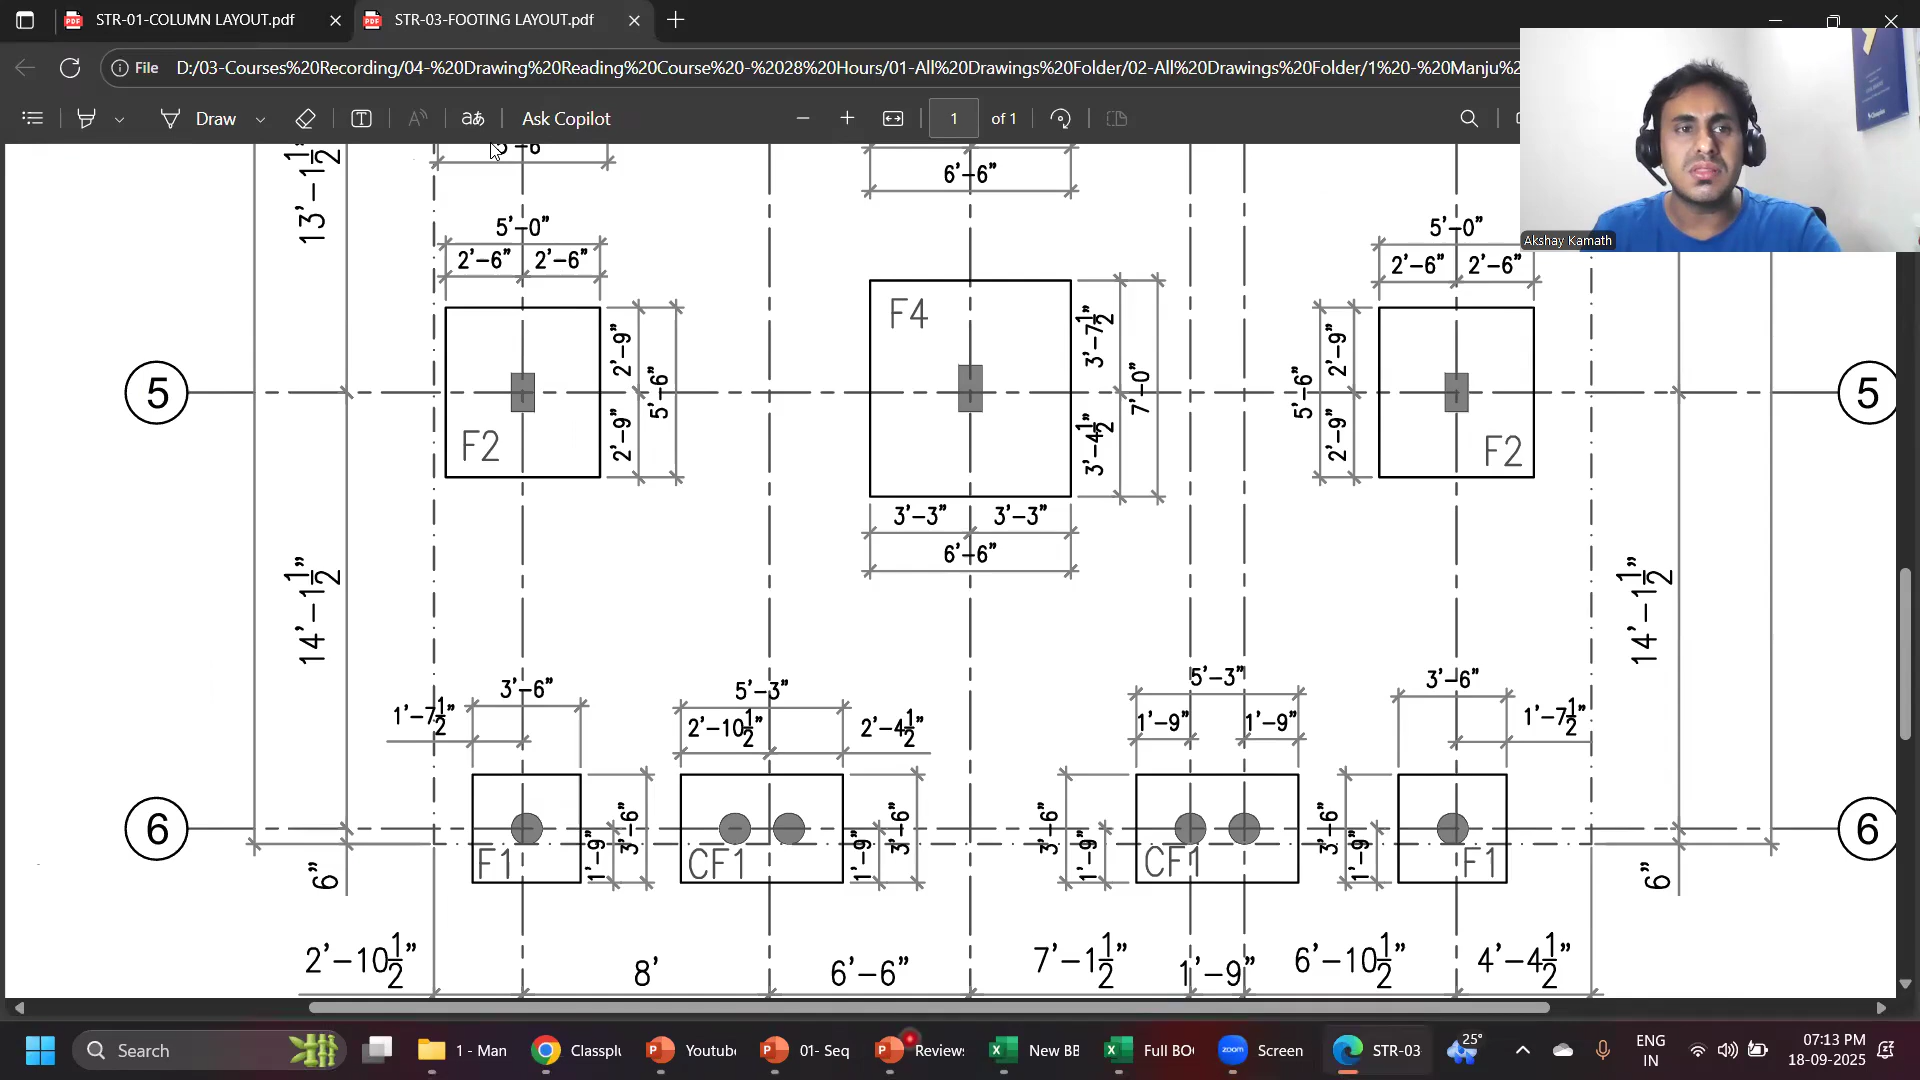 STR-01-COLUMN LAYOUT.pdf
STR-03-FOOTING LAYOUT.pdf
File
D:/03-Courses%20Recording/04-%20Drawing%20Reading%20Course%20-%2028%20Hours/01-All%20Drawings%20Folder/02-All%20Drawings%20Folder/1%20-%20Manju%2
Draw
Ask Copilot
1 of 1
Akshay Kamath
13'-1 1/2"
6'-6"
5'-0"
2'-6" 2'-6"
5'-0"
2'-6" 2'-6"
5
F2
2'-9"
2'-9"
5'-6"
F4
3'-7 1/2"
3'-4 1/2"
7'-0"
3'-3" 3'-3"
6'-6"
5'-6"
2'-9"
2'-9"
F2
5
14'-1 1/2"
14'-1 1/2"
3'-6"
1'-7 1/2"
5'-3"
2'-10 1/2" 2'-4 1/2"
5'-3"
1'-9" 1'-9"
3'-6"
1'-7 1/2"
6
F1
1'-9"
3'-6"
CF1
1'-9"
3'-6"
3'-6"
1'-9"
CF1
3'-6"
1'-9"
F1
6
6"
6"
2'-10 1/2" 8' 6'-6" 7'-1 1/2" 1'-9" 6'-10 1/2" 4'-4 1/2"
Search
1 - Man
Classplu
Youtube
01- Seq
Review
New BB
Full BO
zoom
Screen
STR-03
25°
ENG
IN
07:13 PM
18-09-2025